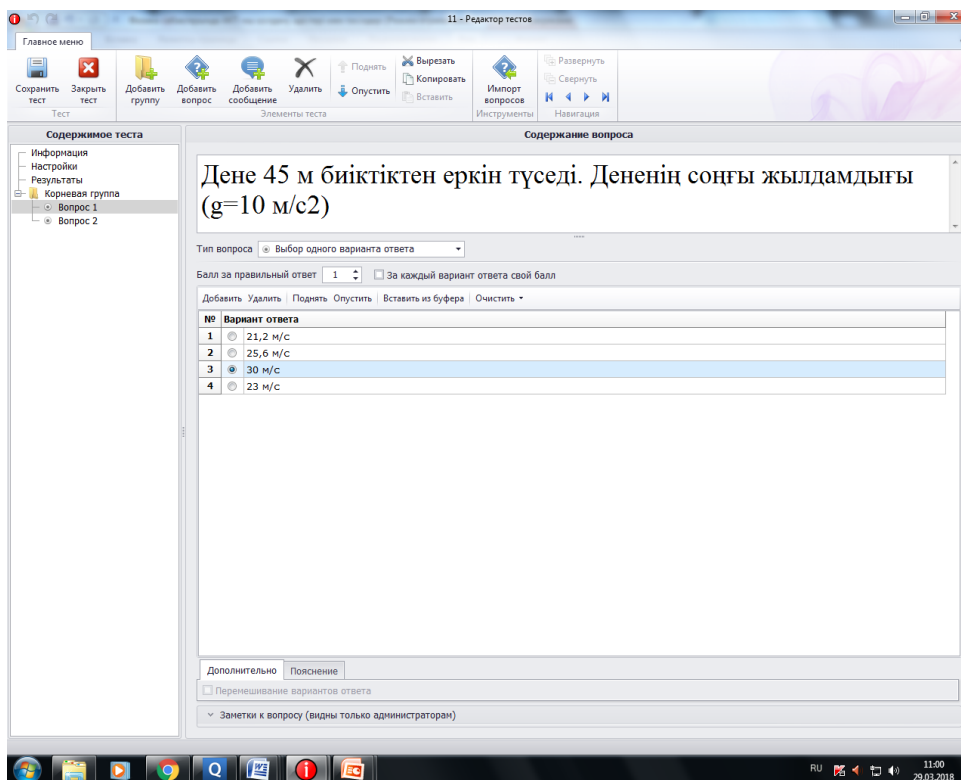 11 - Редактор тестов
Главное меню
Сохранить тест
Закрыть тест
Добавить группу
Добавить вопрос
Добавить сообщение
Удалить
Поднять
Опустить
Вырезать
Копировать
Вставить
Импорт вопросов
Развернуть
Свернуть
Тест
Элементы теста
Инструменты
Навигация
Содержимое теста
Содержание вопроса
Информация
Настройки
Результаты
Корневая группа
Вопрос 1
Вопрос 2
Дене 45 м биіктіктен еркін түседі. Дененің соңғы жылдамдығы
(g=10 м/с2)
Тип вопроса Выбор одного варианта ответа
Балл за правильный ответ 1 За каждый вариант ответа свой балл
Добавить Удалить Поднять Опустить Вставить из буфера Очистить
№ Вариант ответа
1 21,2 м/с
2 25,6 м/с
3 30 м/с
4 23 м/с
Дополнительно Пояснение
Перемешивание вариантов ответа
Заметки к вопросу (видны только администраторам)
RU 11:00
29.03.2018